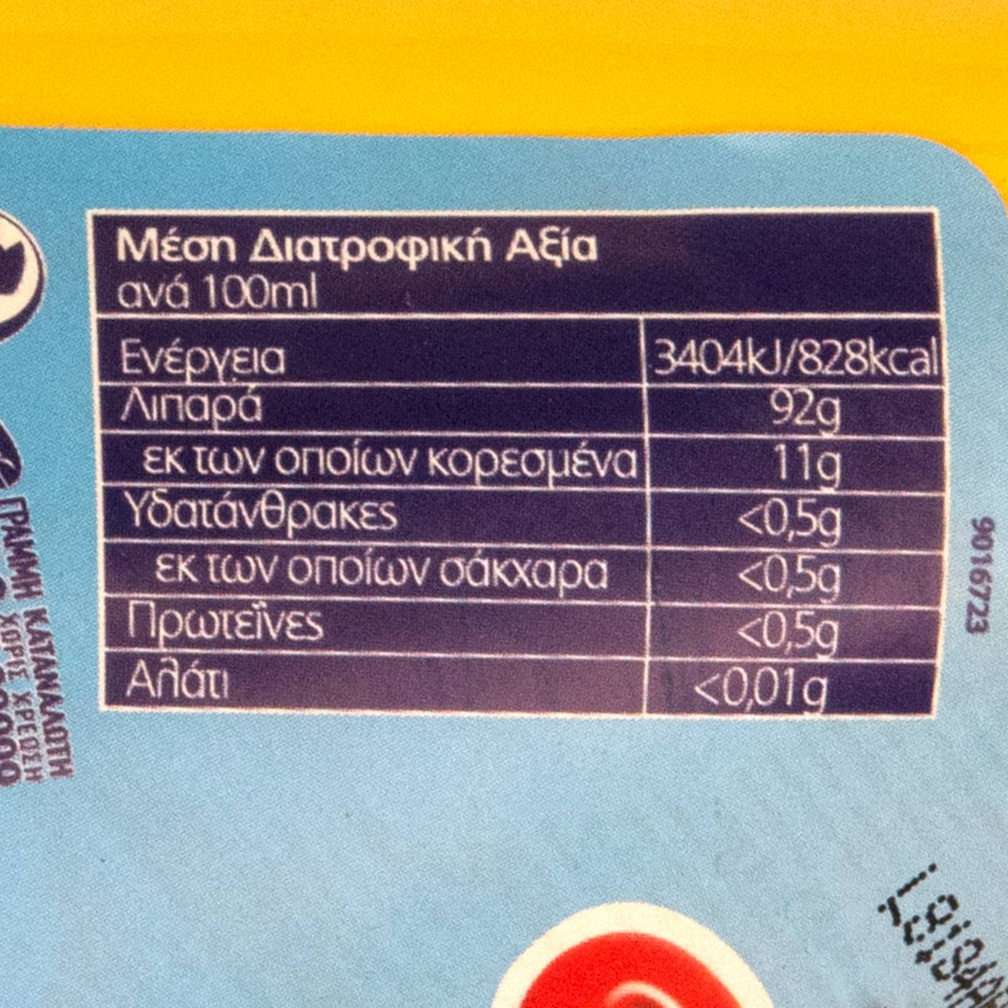 Μέση Διατροφική Αξία
ανά 100ml
Ενέργεια 3404kJ/828kcal
Λιπαρά 92g
εκ των οποίων κορεσμένα 11g
Υδατάνθρακες <0,5g
εκ των οποίων σάκχαρα <0,5g
Πρωτεΐνες <0,5g
Αλάτι <0,01g
9016723
ΓΡΑΜΜΗ ΚΑΤΑΝΑΛΩΤΗ
ΧΩΡΙΣ ΧΡΕΩΣΗ